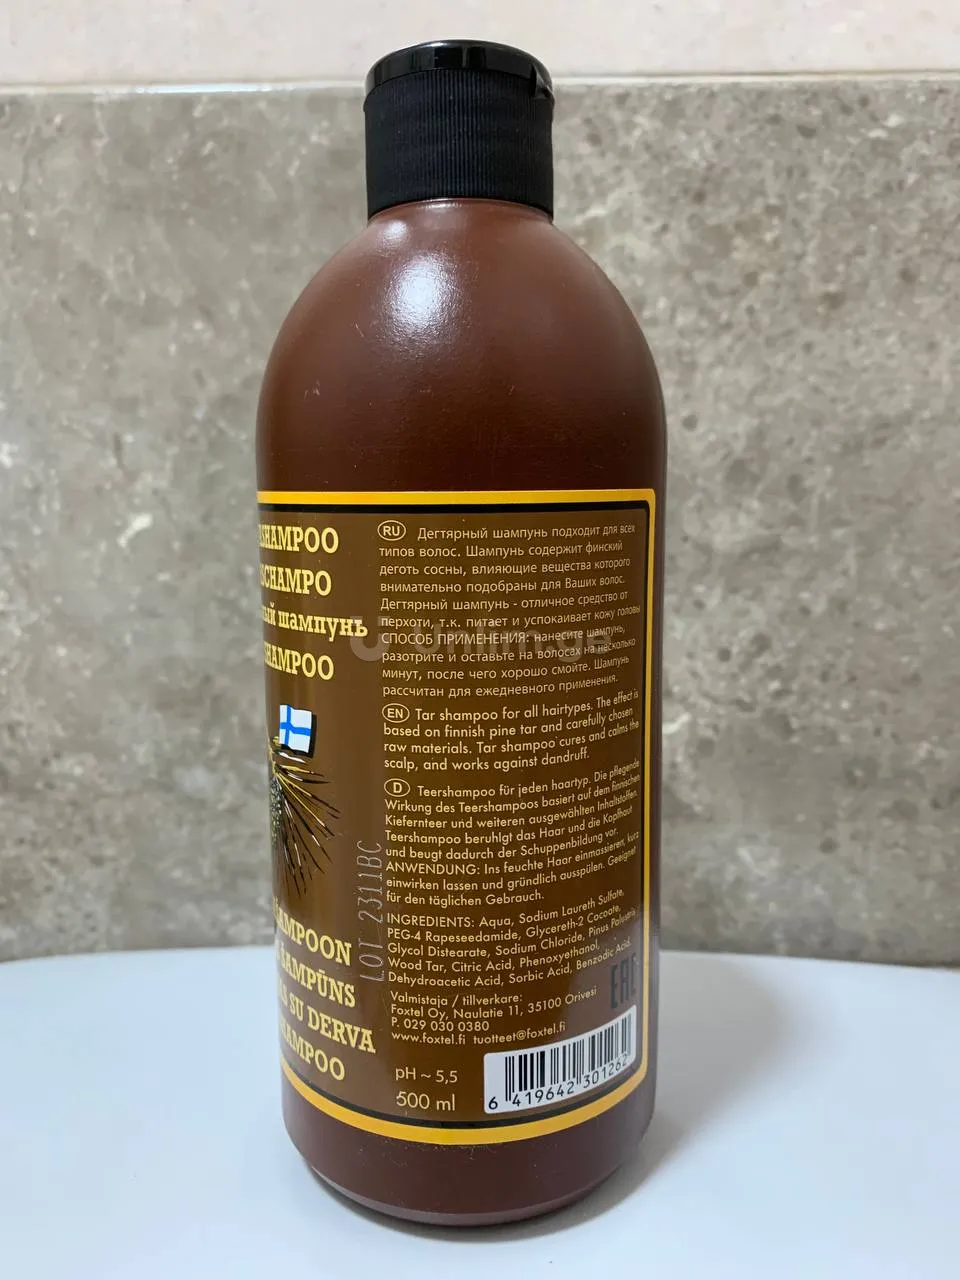 SHAMPOO
SCHAMPO
ный шампунь
SHAMPOO
RU Дегтярный шампунь подходит для всех
типов волос. Шампунь содержит финский
деготь сосны, влияющие вещества которого
внимательно подобраны для Ваших волос.
Дегтярный шампунь - отличное средство от
перхоти, т.к. питает и успокаивает кожу головы
СПОСОБ ПРИМЕНЕНИЯ: нанесите шампунь,
разотрите и оставьте на волосах на несколько
минут, после чего хорошо смойте. Шампунь
рассчитан для ежедневного применения.
EN Tar shampoo for all hairtypes. The effect is
based on finnish pine tar and carefully chosen
raw materials. Tar shampoo cures and calms the
scalp, and works against dandruff.
D Teershampoo für jeden haartyp. Die pflegende
Wirkung des Teershampoos basiert auf dem finnischen
Kiefernteer und weiteren ausgewählten Inhaltstoffen.
Teershampoo beruhlgt das Haar und die Kopfhaut
und beugt dadurch der Schuppenbildung vor.
ANWENDUNG: Ins feuchte Haar einmassieren, kurz
einwirken lassen und gründlich ausspülen. Geeignet
für den täglichen Gebrauch.
LOT 2311BC
INGREDIENTS: Aqua, Sodium Laureth Sulfate,
PEG-4 Rapeseedamide, Glycereth-2 Cocoate,
Glycol Distearate, Sodium Chloride, Pinus Palustris
Wood Tar, Citric Acid, Phenoxyethanol,
Dehydroacetic Acid, Sorbic Acid, Benzodic Acid.
EAC
Valmistaja / tillverkare:
Foxtel Oy, Naulatie 11, 35100 Orivesi
P. 029 030 0380
www.foxtel.fi tuotteet@foxtel.fi
ŠAMPOON
ŠAMPŪNS
SU DERVA
SHAMPOO
pH ~ 5,5
500 ml
6 419642 301262